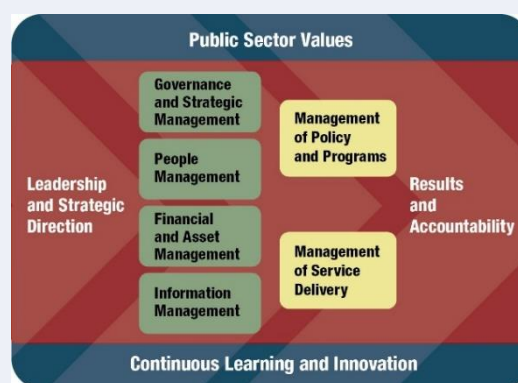 Public Sector Values
Leadership
and Strategic
Direction
Governance
and Strategic
Management
People
Management
Financial
and Asset
Management
Information
Management
Management
of Policy
and Programs
Management
of Service
Delivery
Results
and
Accountability
Continuous Learning and Innovation